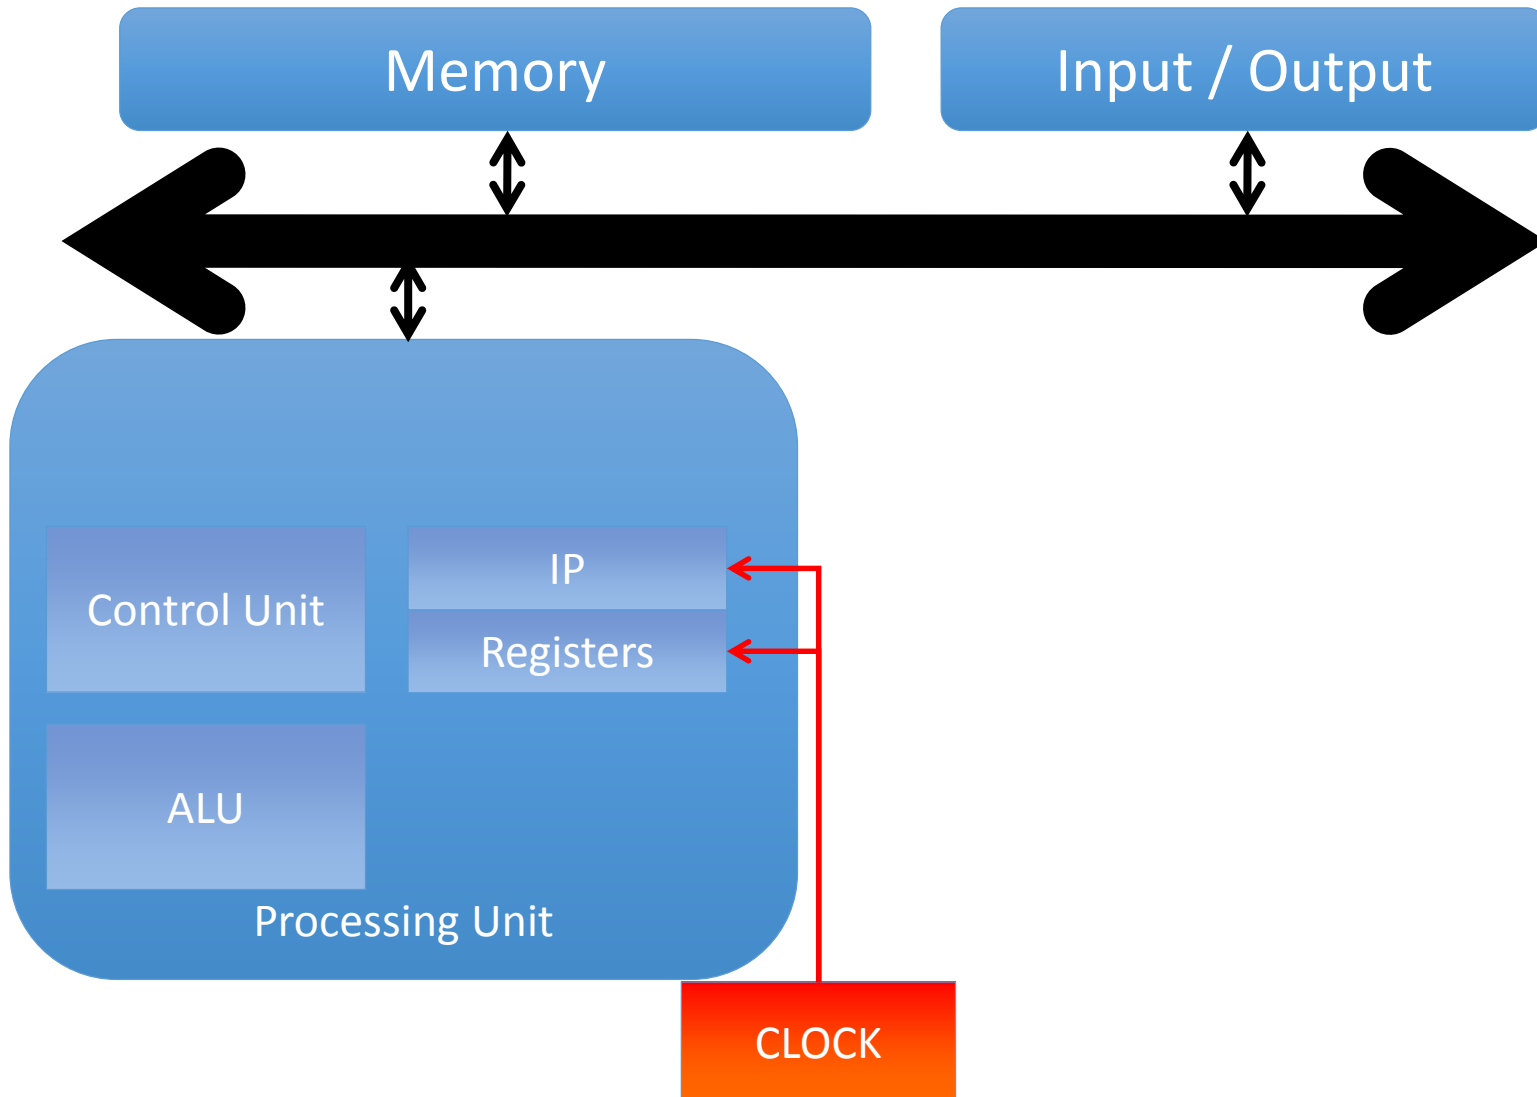 Memory
Input / Output
IP
Control Unit
Registers
ALU
Processing Unit
CLOCK